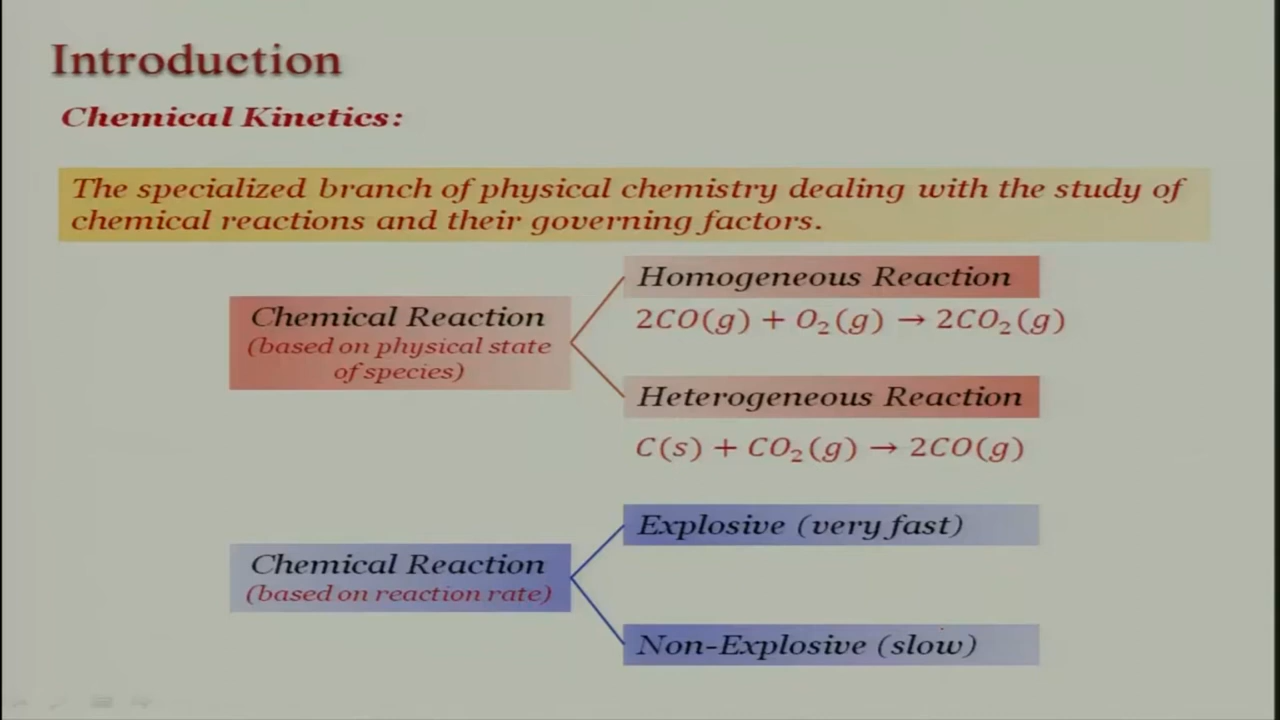 Introduction
Chemical Kinetics:
The specialized branch of physical chemistry dealing with the study of
chemical reactions and their governing factors.
Homogeneous Reaction
2CO(g) + O₂(g) → 2CO₂(g)
Chemical Reaction
(based on physical state
of species)
Heterogeneous Reaction
C(s) + CO₂(g) → 2CO(g)
Explosive (very fast)
Chemical Reaction
(based on reaction rate)
Non-Explosive (slow)